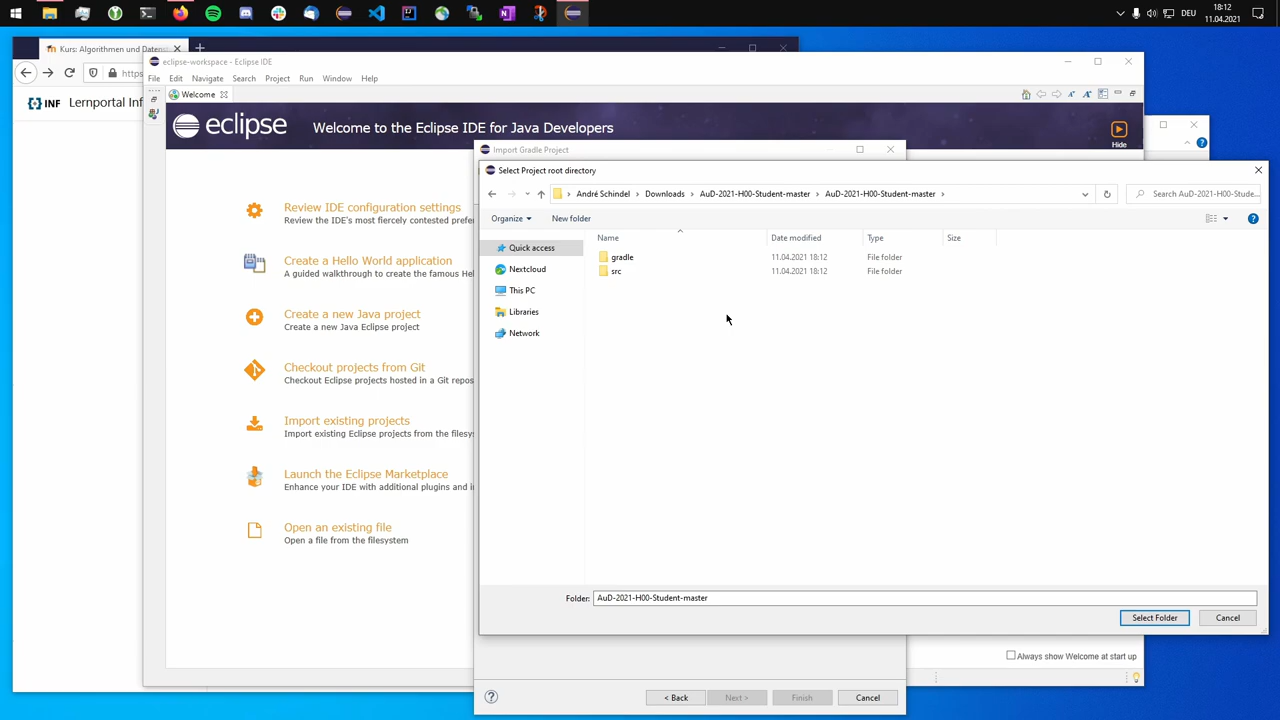 DEU
18:12
11.04.2021
Kurs: Algorithmen und Daten
https
INF Lernportal Inf
eclipse-workspace - Eclipse IDE
File Edit Navigate Search Project Run Window Help
Welcome
eclipse Welcome to the Eclipse IDE for Java Developers
Hide
Review IDE configuration settings
Review the IDE's most fiercely contested prefe
Create a Hello World application
A guided walkthrough to create the famous He
Create a new Java project
Create a new Java Eclipse project
Checkout projects from Git
Checkout Eclipse projects hosted in a Git repos
Import existing projects
Import existing Eclipse projects from the filesy
Launch the Eclipse Marketplace
Enhance your IDE with additional plugins and i
Open an existing file
Open a file from the filesystem
Always show Welcome at start up
Import Gradle Project
Select Project root directory
André Schindel > Downloads > AuD-2021-H00-Student-master > AuD-2021-H00-Student-master >
Search AuD-2021-H00-Stude...
Organize New folder
Quick access
Nextcloud
This PC
Libraries
Network
Name Date modified Type Size
gradle 11.04.2021 18:12 File folder
src 11.04.2021 18:12 File folder
Folder: AuD-2021-H00-Student-master
Select Folder Cancel
< Back Next > Finish Cancel